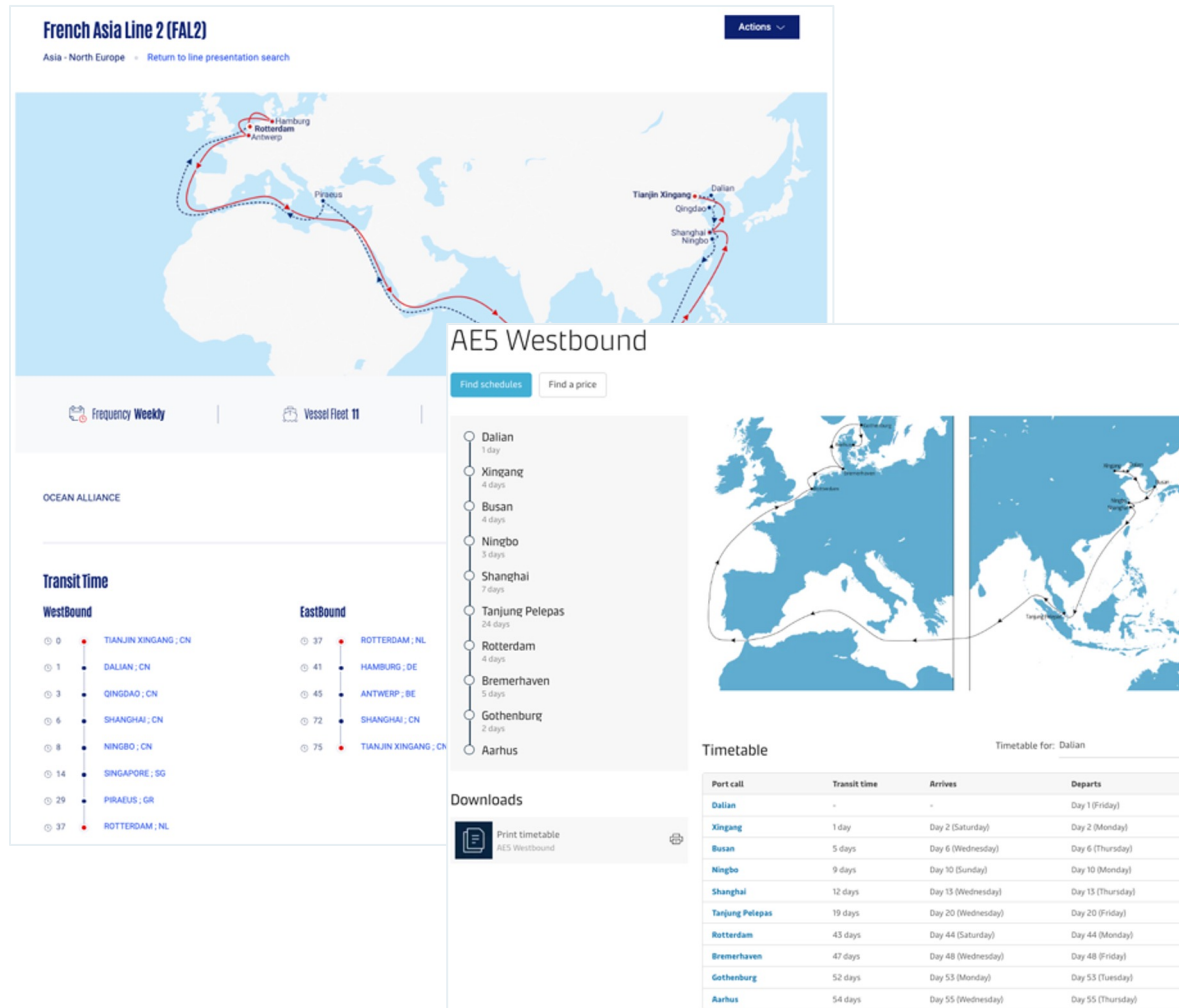 French Asia Line 2 (FAL2)
Actions
Asia - North Europe Return to line presentation search
Hamburg
Rotterdam
Antwerp
Piraeus
Tianjin Xingang
Dalian
Qingdao
Shanghai
Ningbo
Frequency Weekly
Vessel Fleet 11
OCEAN ALLIANCE
Transit Time
WestBound
0 TIANJIN XINGANG ; CN
1 DALIAN ; CN
3 QINGDAO ; CN
6 SHANGHAI ; CN
8 NINGBO ; CN
14 SINGAPORE ; SG
29 PIRAEUS ; GR
37 ROTTERDAM ; NL
EastBound
37 ROTTERDAM ; NL
41 HAMBURG ; DE
45 ANTWERP ; BE
72 SHANGHAI ; CN
75 TIANJIN XINGANG ; CN
AE5 Westbound
Find schedules
Find a price
Dalian
1 day
Xingang
4 days
Busan
4 days
Ningbo
3 days
Shanghai
7 days
Tanjung Pelepas
24 days
Rotterdam
4 days
Bremerhaven
5 days
Gothenburg
2 days
Aarhus
Bremerhaven
Rotterdam
Busan
Shanghai
Tanjung Pelepas
Downloads
Print timetable
AE5 Westbound
Timetable
Timetable for: Dalian
Port call Transit time Arrives Departs
Dalian - - Day 1 (Friday)
Xingang 1 day Day 2 (Saturday) Day 2 (Monday)
Busan 5 days Day 6 (Wednesday) Day 6 (Thursday)
Ningbo 9 days Day 10 (Sunday) Day 10 (Monday)
Shanghai 12 days Day 13 (Wednesday) Day 13 (Thursday)
Tanjung Pelepas 19 days Day 20 (Wednesday) Day 20 (Friday)
Rotterdam 43 days Day 44 (Saturday) Day 44 (Monday)
Bremerhaven 47 days Day 48 (Wednesday) Day 48 (Friday)
Gothenburg 52 days Day 53 (Monday) Day 53 (Tuesday)
Aarhus 54 days Day 55 (Wednesday) Day 55 (Thursday)